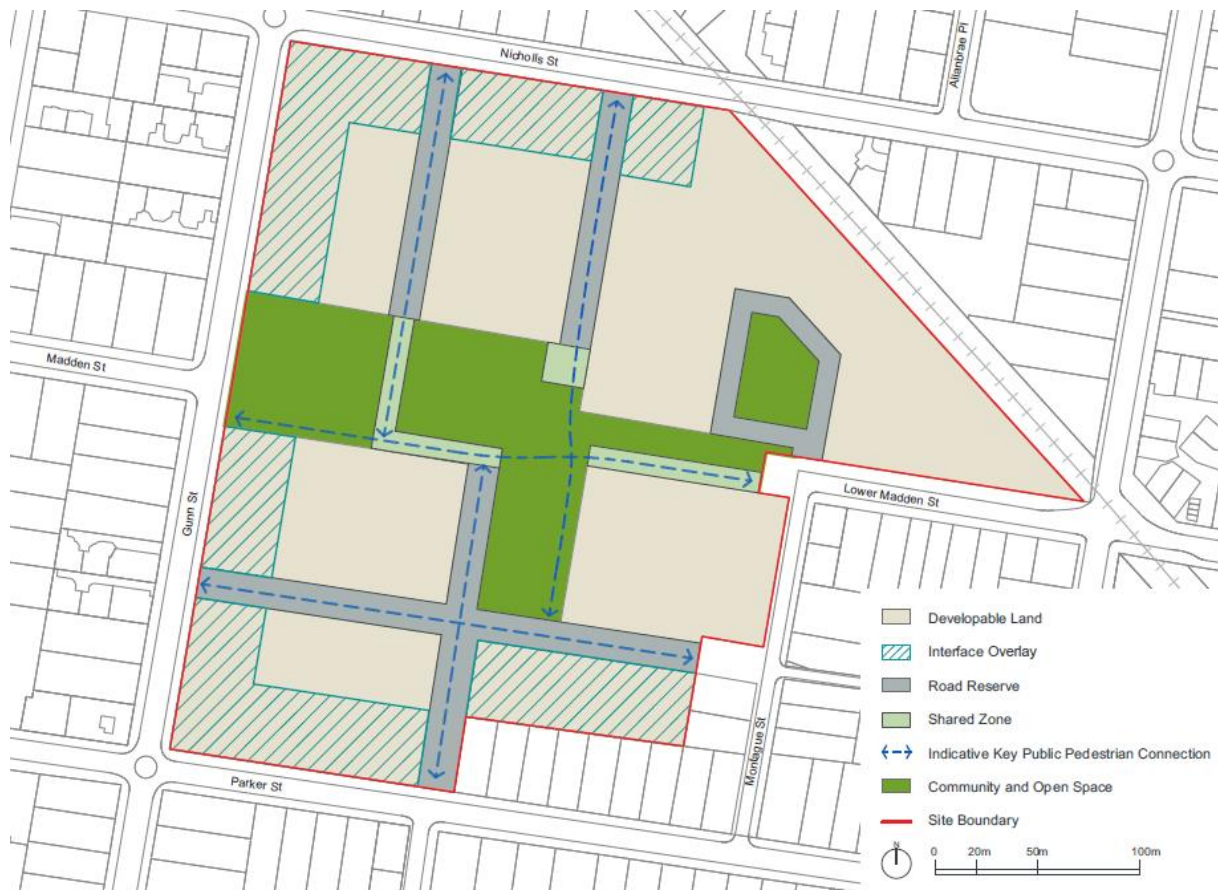 Nicholls St
Allanbrae Pl
Madden St
Gunn St
Lower Madden St
Montague St
Parker St
Developable Land
Interface Overlay
Road Reserve
Shared Zone
Indicative Key Public Pedestrian Connection
Community and Open Space
Site Boundary
N
0 20m 50m 100m